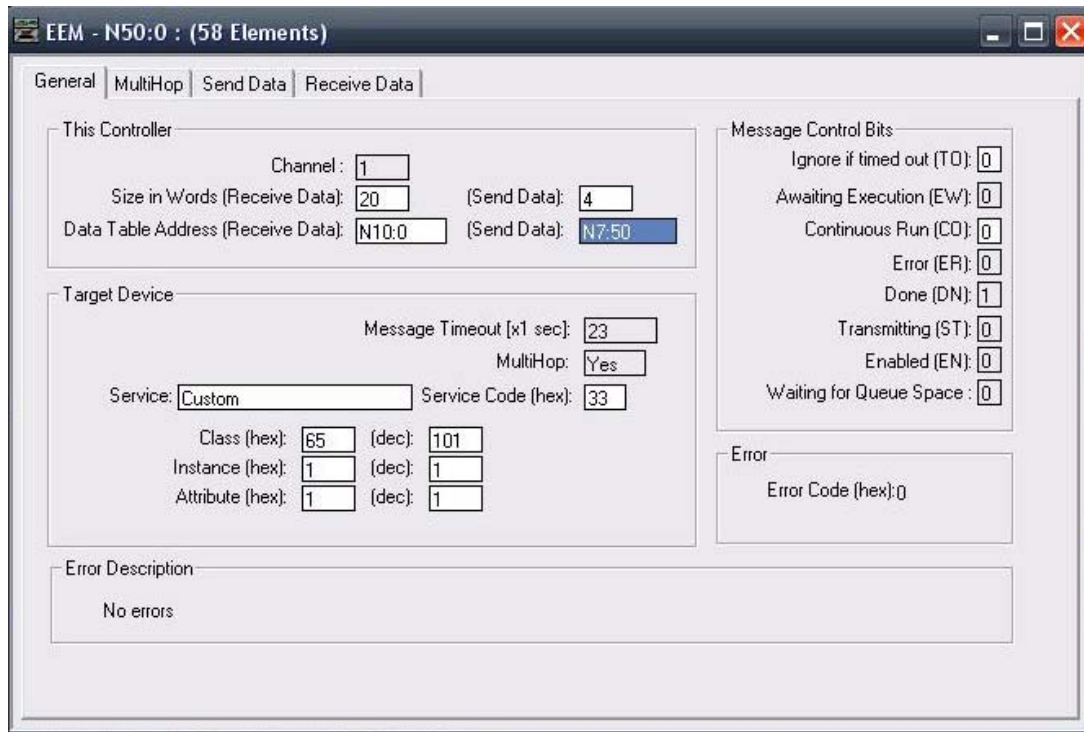 EEM - N50:0 : (58 Elements)
General MultiHop Send Data Receive Data
This Controller
Channel : 1
Size in Words (Receive Data): 20 (Send Data): 4
Data Table Address (Receive Data): N10:0 (Send Data): N7:50
Target Device
Message Timeout [x1 sec]: 23
MultiHop: Yes
Service: Custom Service Code (hex): 33
Class (hex): 65 (dec): 101
Instance (hex): 1 (dec): 1
Attribute (hex): 1 (dec): 1
Message Control Bits
Ignore if timed out (TO): 0
Awaiting Execution (EW): 0
Continuous Run (CO): 0
Error (ER): 0
Done (DN): 1
Transmitting (ST): 0
Enabled (EN): 0
Waiting for Queue Space : 0
Error
Error Code (hex):0
Error Description
No errors